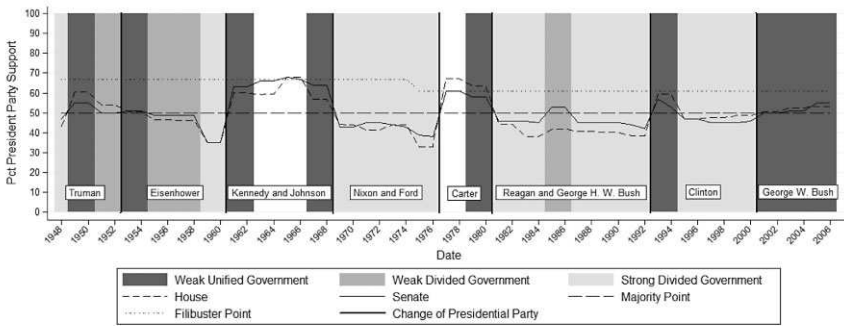 Pct President Party Support
100
90
80
70
60
50
40
30
20
10
0
Truman
Eisenhower
Kennedy and Johnson
Nixon and Ford
Carter
Reagan and George H. W. Bush
Clinton
George W. Bush
1948
1950
1952
1954
1956
1958
1960
1962
1964
1966
1968
1970
1972
1974
1976
1978
1980
1982
1984
1986
1988
1990
1992
1994
1996
1998
2000
2002
2004
2006
Date
Weak Unified Government
Weak Divided Government
Strong Divided Government
House
Senate
Majority Point
Filibuster Point
Change of Presidential Party